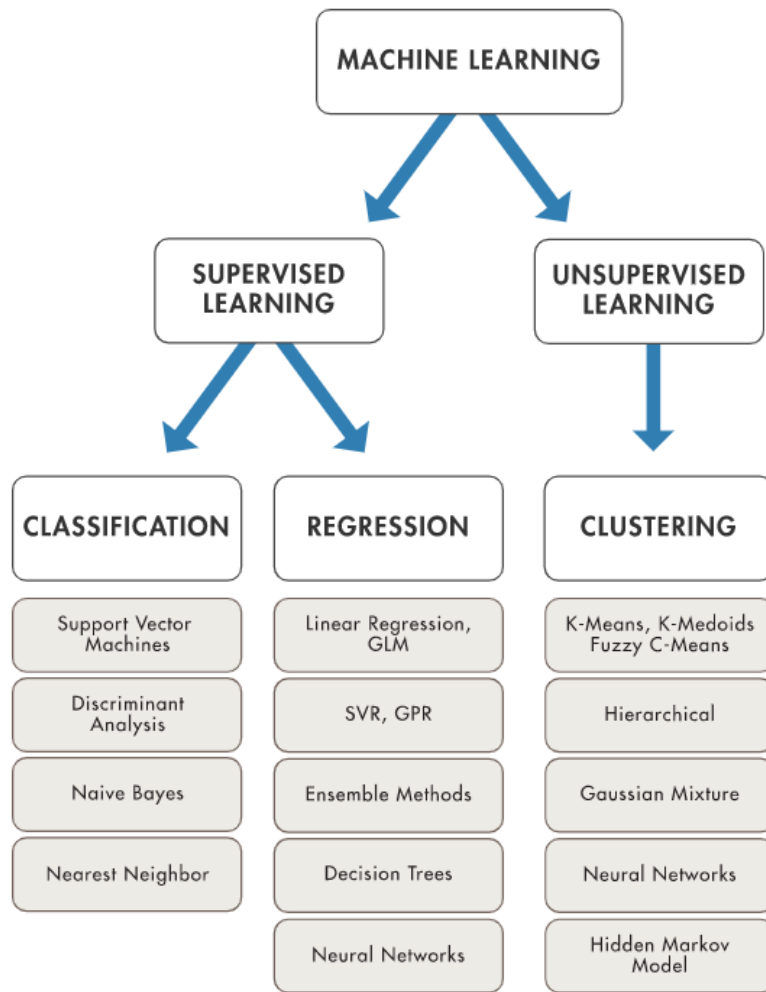 MACHINE LEARNING
SUPERVISED
LEARNING
UNSUPERVISED
LEARNING
CLASSIFICATION
Support Vector
Machines
Discriminant
Analysis
Naive Bayes
Nearest Neighbor
REGRESSION
Linear Regression,
GLM
SVR, GPR
Ensemble Methods
Decision Trees
Neural Networks
CLUSTERING
K-Means, K-Medoids
Fuzzy C-Means
Hierarchical
Gaussian Mixture
Neural Networks
Hidden Markov
Model